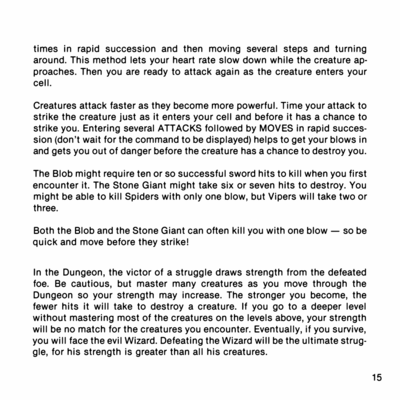 times in rapid succession and then moving several steps and turning
around. This method lets your heart rate slow down while the creature ap-
proaches. Then you are ready to attack again as the creature enters your
cell.
Creatures attack faster as they become more powerful. Time your attack to
strike the creature just as it enters your cell and before it has a chance to
strike you. Entering several ATTACKS followed by MOVES in rapid succes-
sion (don't wait for the command to be displayed) helps to get your blows in
and gets you out of danger before the creature has a chance to destroy you.
The Blob might require ten or so successful sword hits to kill when you first
encounter it. The Stone Giant might take six or seven hits to destroy. You
might be able to kill Spiders with only one blow, but Vipers will take two or
three.
Both the Blob and the Stone Giant can often kill you with one blow — so be
quick and move before they strike!
In the Dungeon, the victor of a struggle draws strength from the defeated
foe. Be cautious, but master many creatures as you move through the
Dungeon so your strength may increase. The stronger you become, the
fewer hits it will take to destroy a creature. If you go to a deeper level
without mastering most of the creatures on the levels above, your strength
will be no match for the creatures you encounter. Eventually, if you survive,
you will face the evil Wizard. Defeating the Wizard will be the ultimate strug-
gle, for his strength is greater than all his creatures.
15